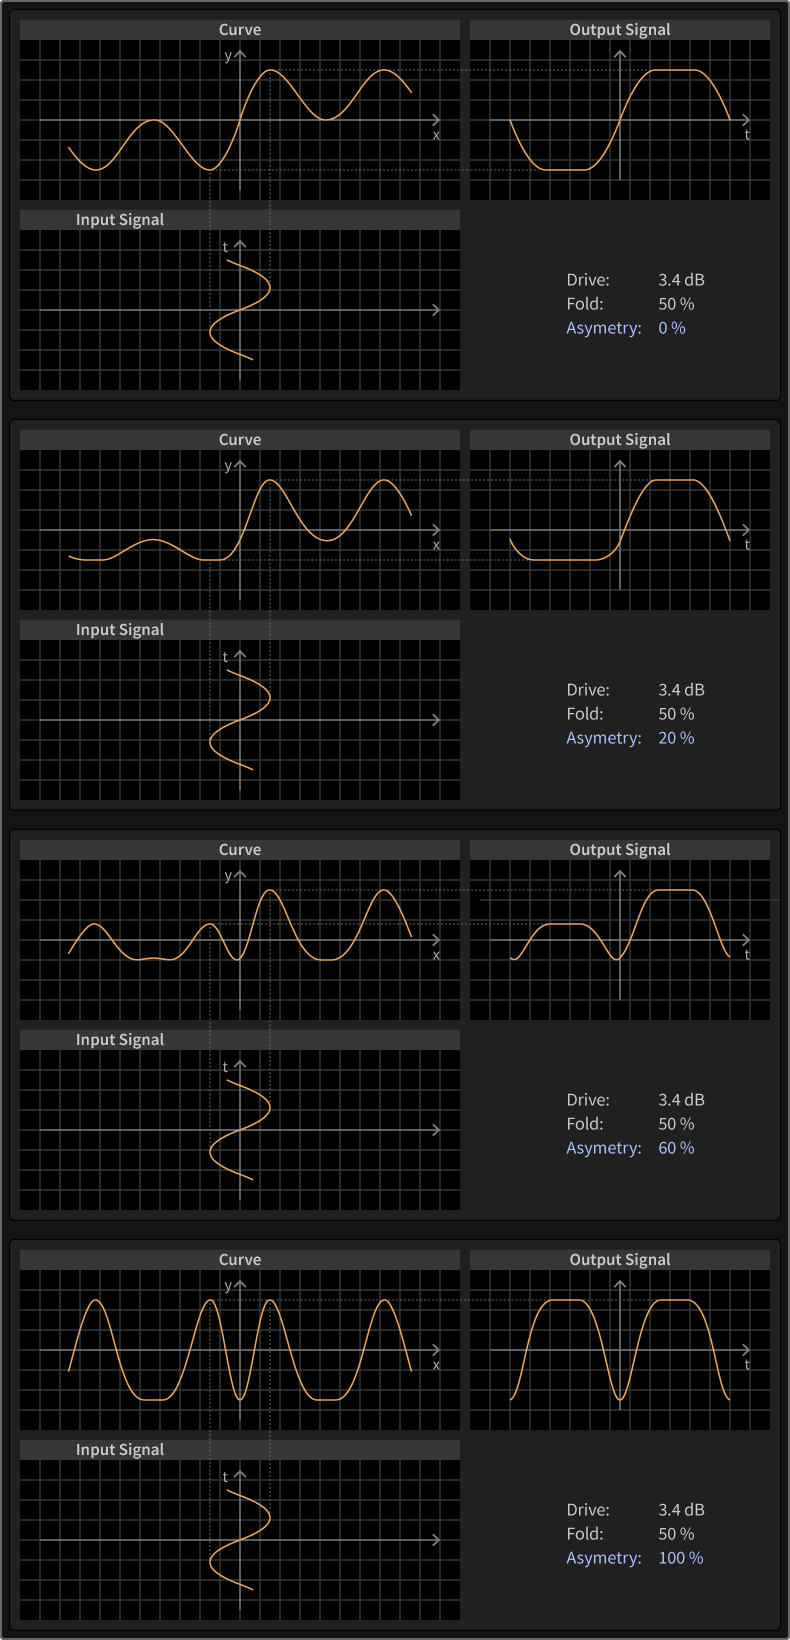 Curve
Output Signal
y
x
t
Input Signal
t
Drive: 3.4 dB
Fold: 50 %
Asymetry: 0 %
Curve
Output Signal
y
x
t
Input Signal
t
Drive: 3.4 dB
Fold: 50 %
Asymetry: 20 %
Curve
Output Signal
y
x
t
Input Signal
t
Drive: 3.4 dB
Fold: 50 %
Asymetry: 60 %
Curve
Output Signal
y
x
t
Input Signal
t
Drive: 3.4 dB
Fold: 50 %
Asymetry: 100 %